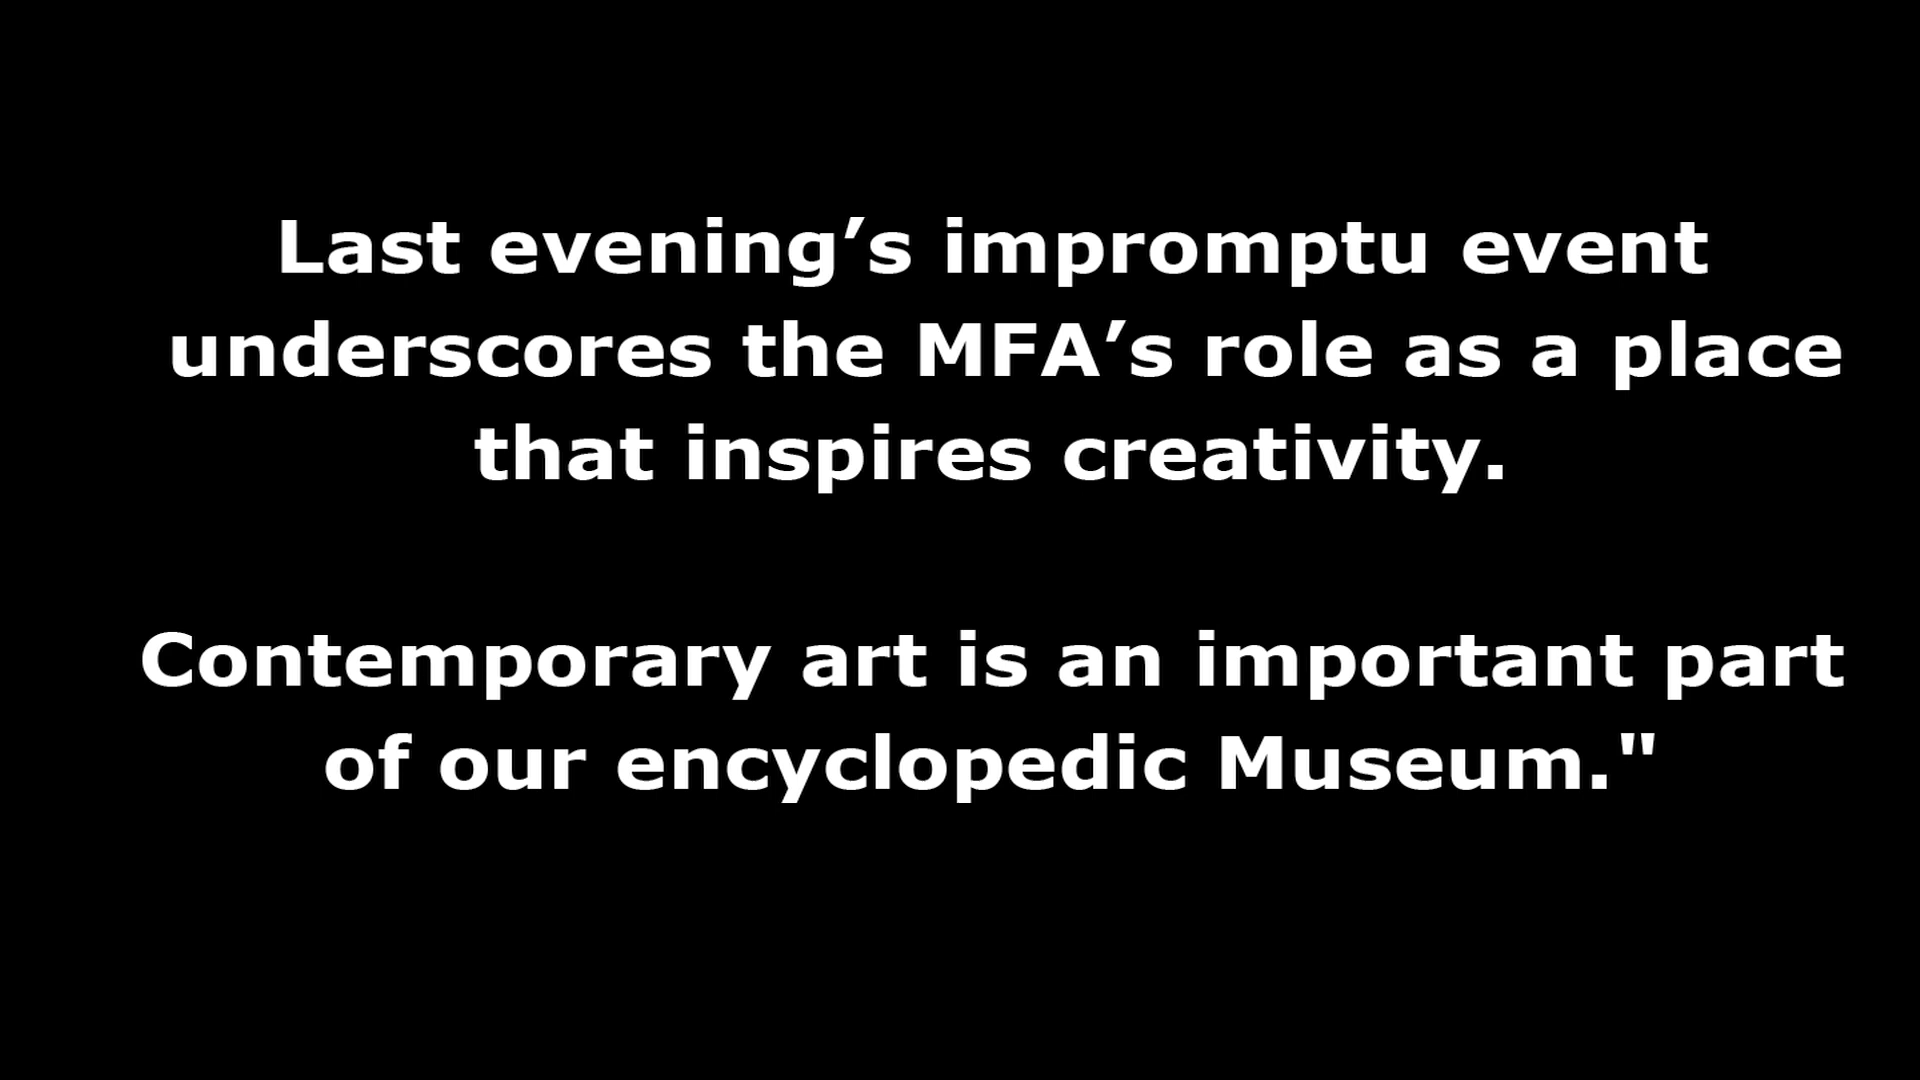 Last evening’s impromptu event
underscores the MFA’s role as a place
that inspires creativity.
Contemporary art is an important part
of our encyclopedic Museum."